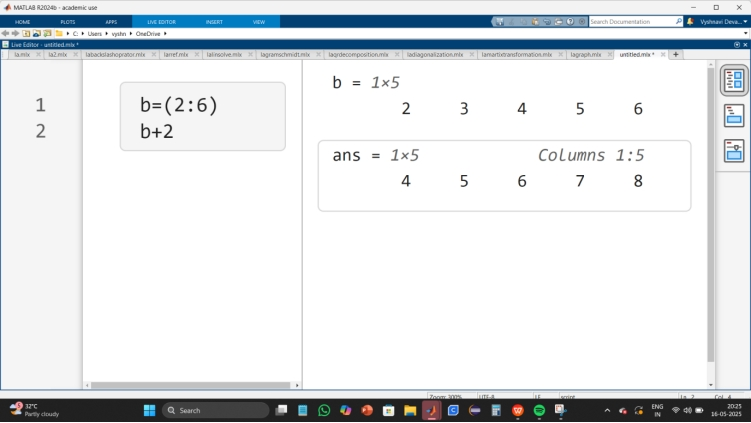 MATLAB R2024b - academic use
HOME PLOTS APPS LIVE EDITOR INSERT VIEW Search Documentation Vyshnavi Deva...
C: Users vyshn OneDrive
Live Editor - untitled.mlx *
la.mlx la2.mlx labackslashoprator.mlx larref.mlx lalinsolve.mlx lagramschmidt.mlx laqrdecomposition.mlx ladiagonalization.mlx lamartixtransformation.mlx lagraph.mlx untitled.mlx * +
1 b=(2:6)
2 b+2
b = 1×5
2 3 4 5 6
ans = 1×5 Columns 1:5
4 5 6 7 8
Zoom: 300% UTF-8 LF script Ln 2 Col 4
5 32°C
Partly cloudy
Search
ENG
IN
20:25
16-05-2025